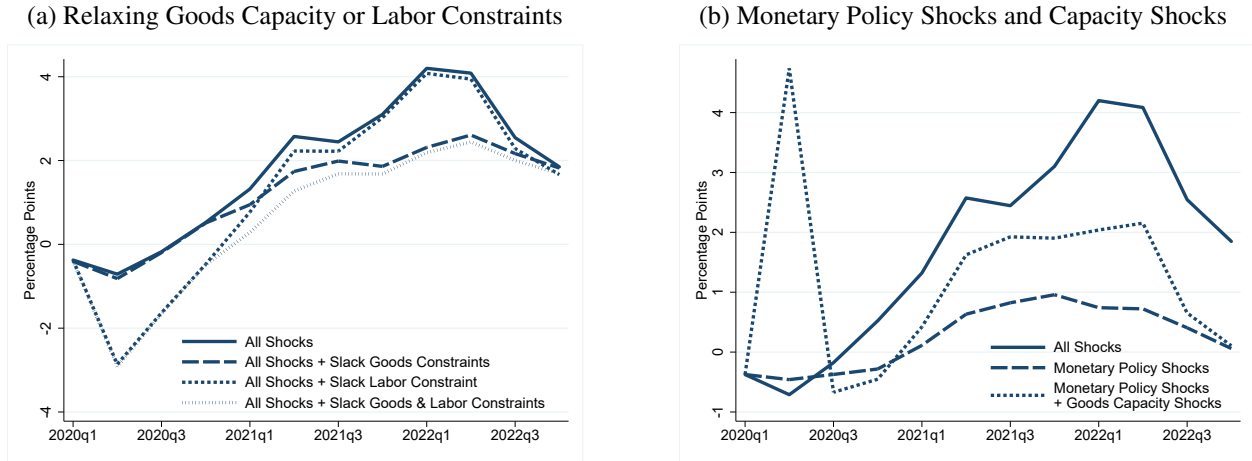 (a) Relaxing Goods Capacity or Labor Constraints
Percentage Points
4
2
0
-2
-4
All Shocks
All Shocks + Slack Goods Constraints
All Shocks + Slack Labor Constraint
All Shocks + Slack Goods & Labor Constraints
2020q1 2020q3 2021q1 2021q3 2022q1 2022q3
(b) Monetary Policy Shocks and Capacity Shocks
Percentage Points
4
3
2
1
0
-1
All Shocks
Monetary Policy Shocks
Monetary Policy Shocks
+ Goods Capacity Shocks
2020q1 2020q3 2021q1 2021q3 2022q1 2022q3